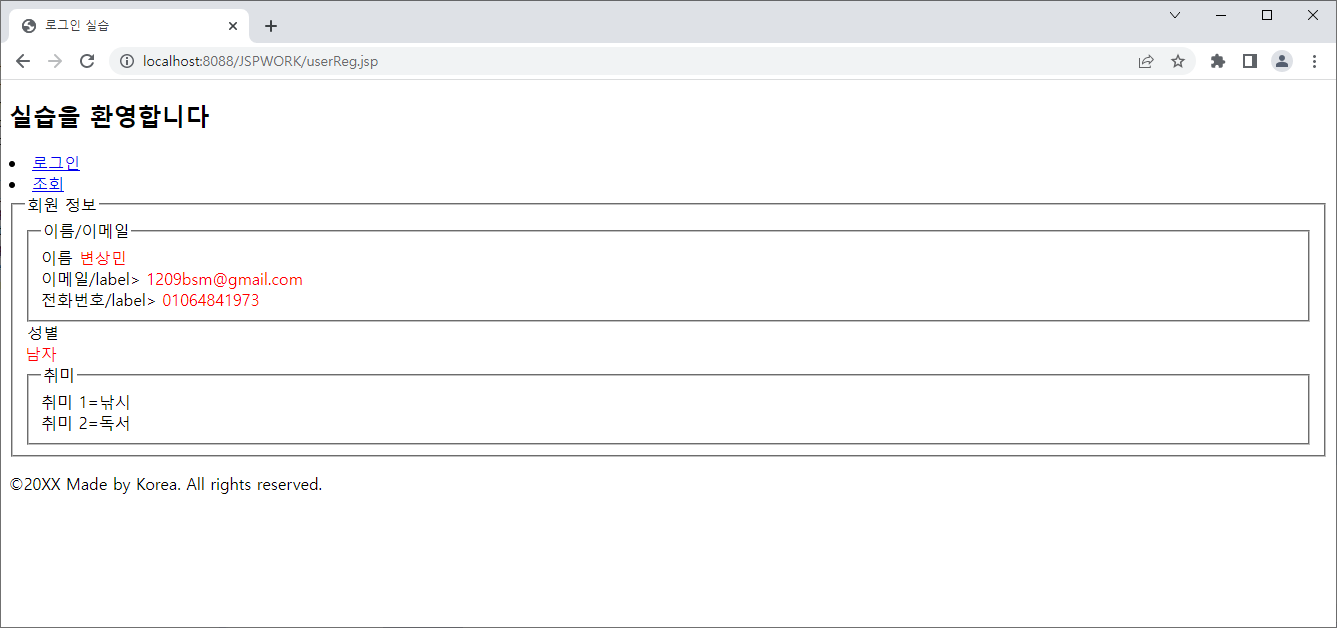 로그인 실습
localhost:8088/JSPWORK/userReg.jsp
실습을 환영합니다
로그인
조회
회원 정보
이름/이메일
이름 변상민
이메일/label> 1209bsm@gmail.com
전화번호/label> 01064841973
성별
남자
취미
취미 1=낚시
취미 2=독서
©20XX Made by Korea. All rights reserved.